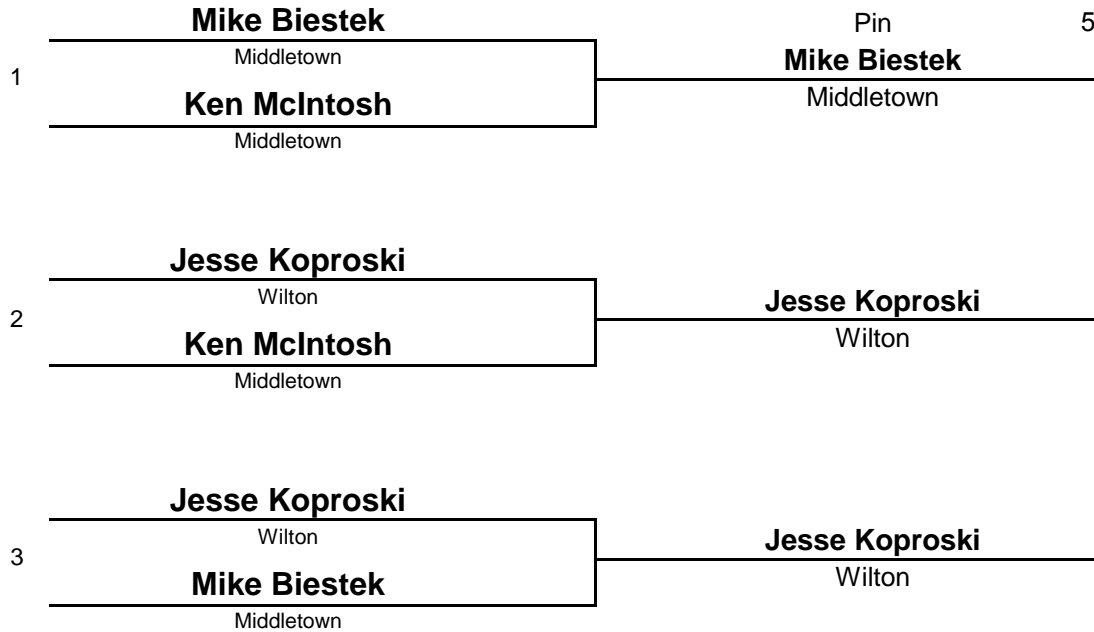 Mike Biestek
Pin 5
Middletown
Mike Biestek
1
Ken McIntosh
Middletown
Middletown
Jesse Koproski
Wilton
Jesse Koproski
2
Ken McIntosh
Wilton
Middletown
Jesse Koproski
Wilton
Jesse Koproski
3
Mike Biestek
Wilton
Middletown